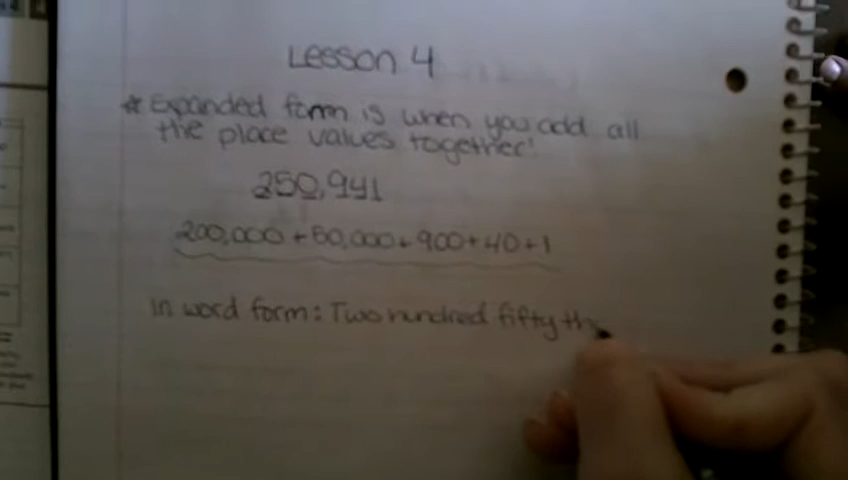 Lesson 4
* Expanded form is when you add all
the place values together!
250,941
200,000 + 50,000 + 900 + 40 + 1
In word form: Two hundred fifty th